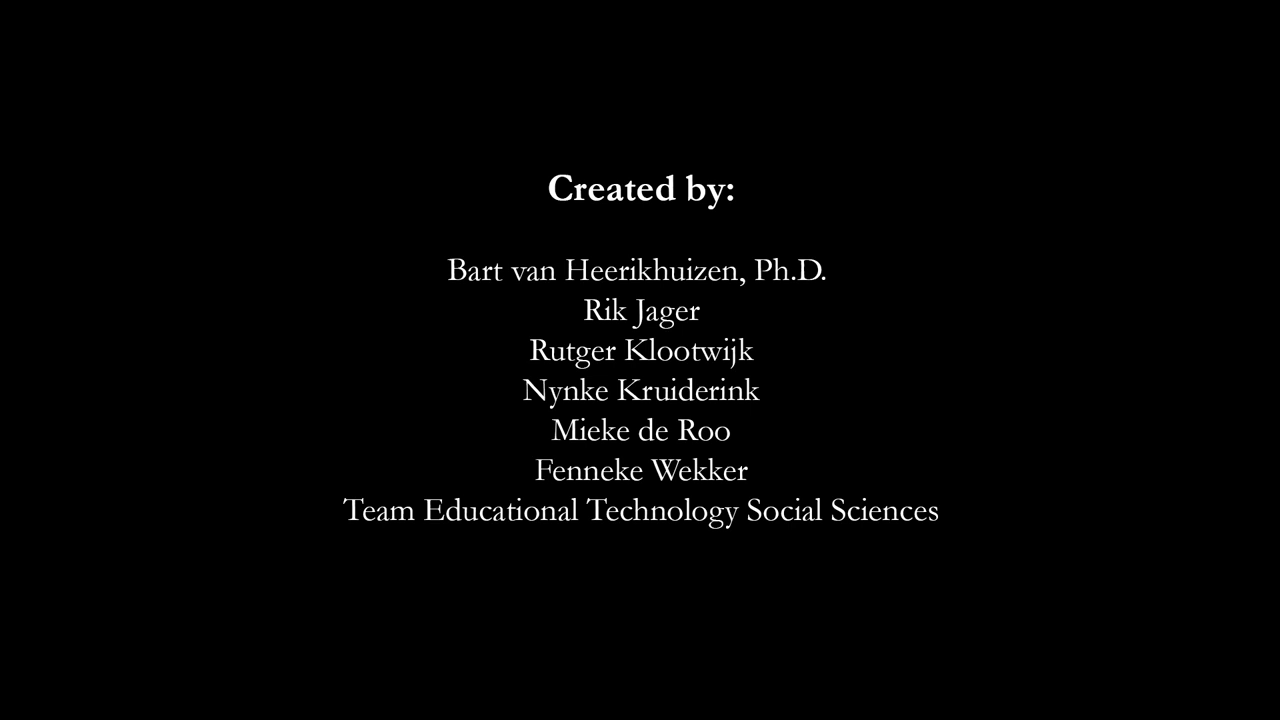 Created by:
Bart van Heerikhuizen, Ph.D.
Rik Jager
Rutger Klootwijk
Nynke Kruiderink
Mieke de Roo
Fenneke Wekker
Team Educational Technology Social Sciences